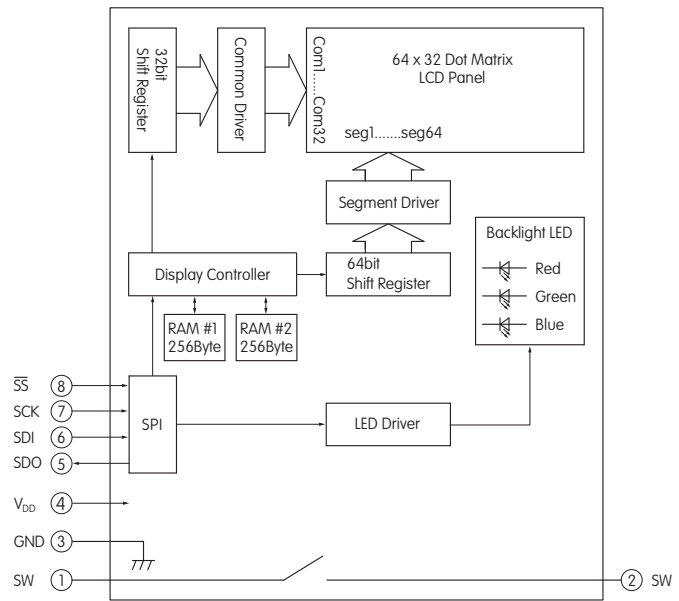 32bit
Shift Register
Common Driver
Com1......Com32
64 x 32 Dot Matrix
LCD Panel
seg1.......seg64
Segment Driver
Backlight LED
Red
Green
Blue
Display Controller
64bit
Shift Register
RAM #1
256Byte
RAM #2
256Byte
SS 8
SCK 7
SDI 6
SDO 5
SPI
LED Driver
VDD 4
GND 3
SW 1
2 SW